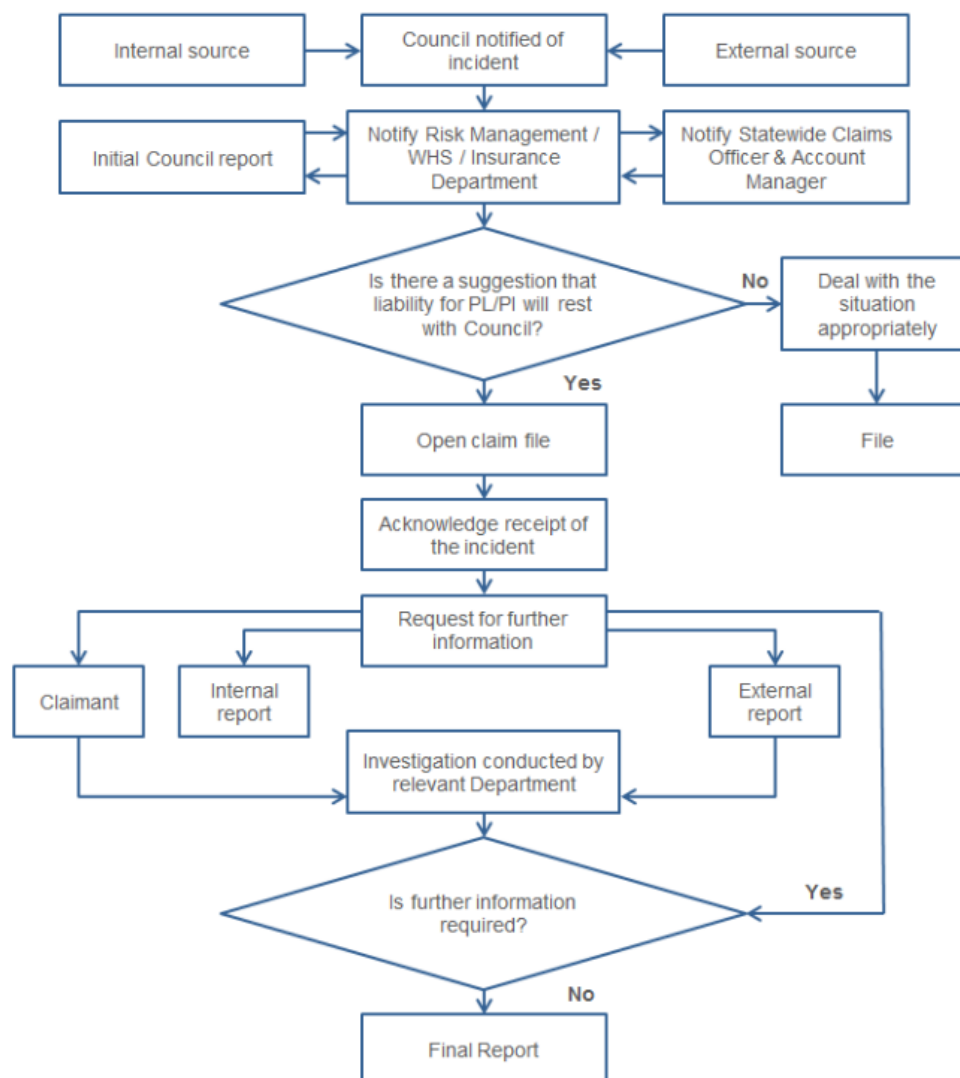 Internal source
Council notified of
incident
External source
Initial Council report
Notify Risk Management /
WHS / Insurance
Department
Notify Statewide Claims
Officer & Account
Manager
Is there a suggestion that
liability for PL/PI will rest
with Council?
No
Deal with the
situation
appropriately
Yes
Open claim file
File
Acknowledge receipt of
the incident
Request for further
information
Claimant
Internal
report
External
report
Investigation conducted by
relevant Department
Is further information
required?
Yes
No
Final Report